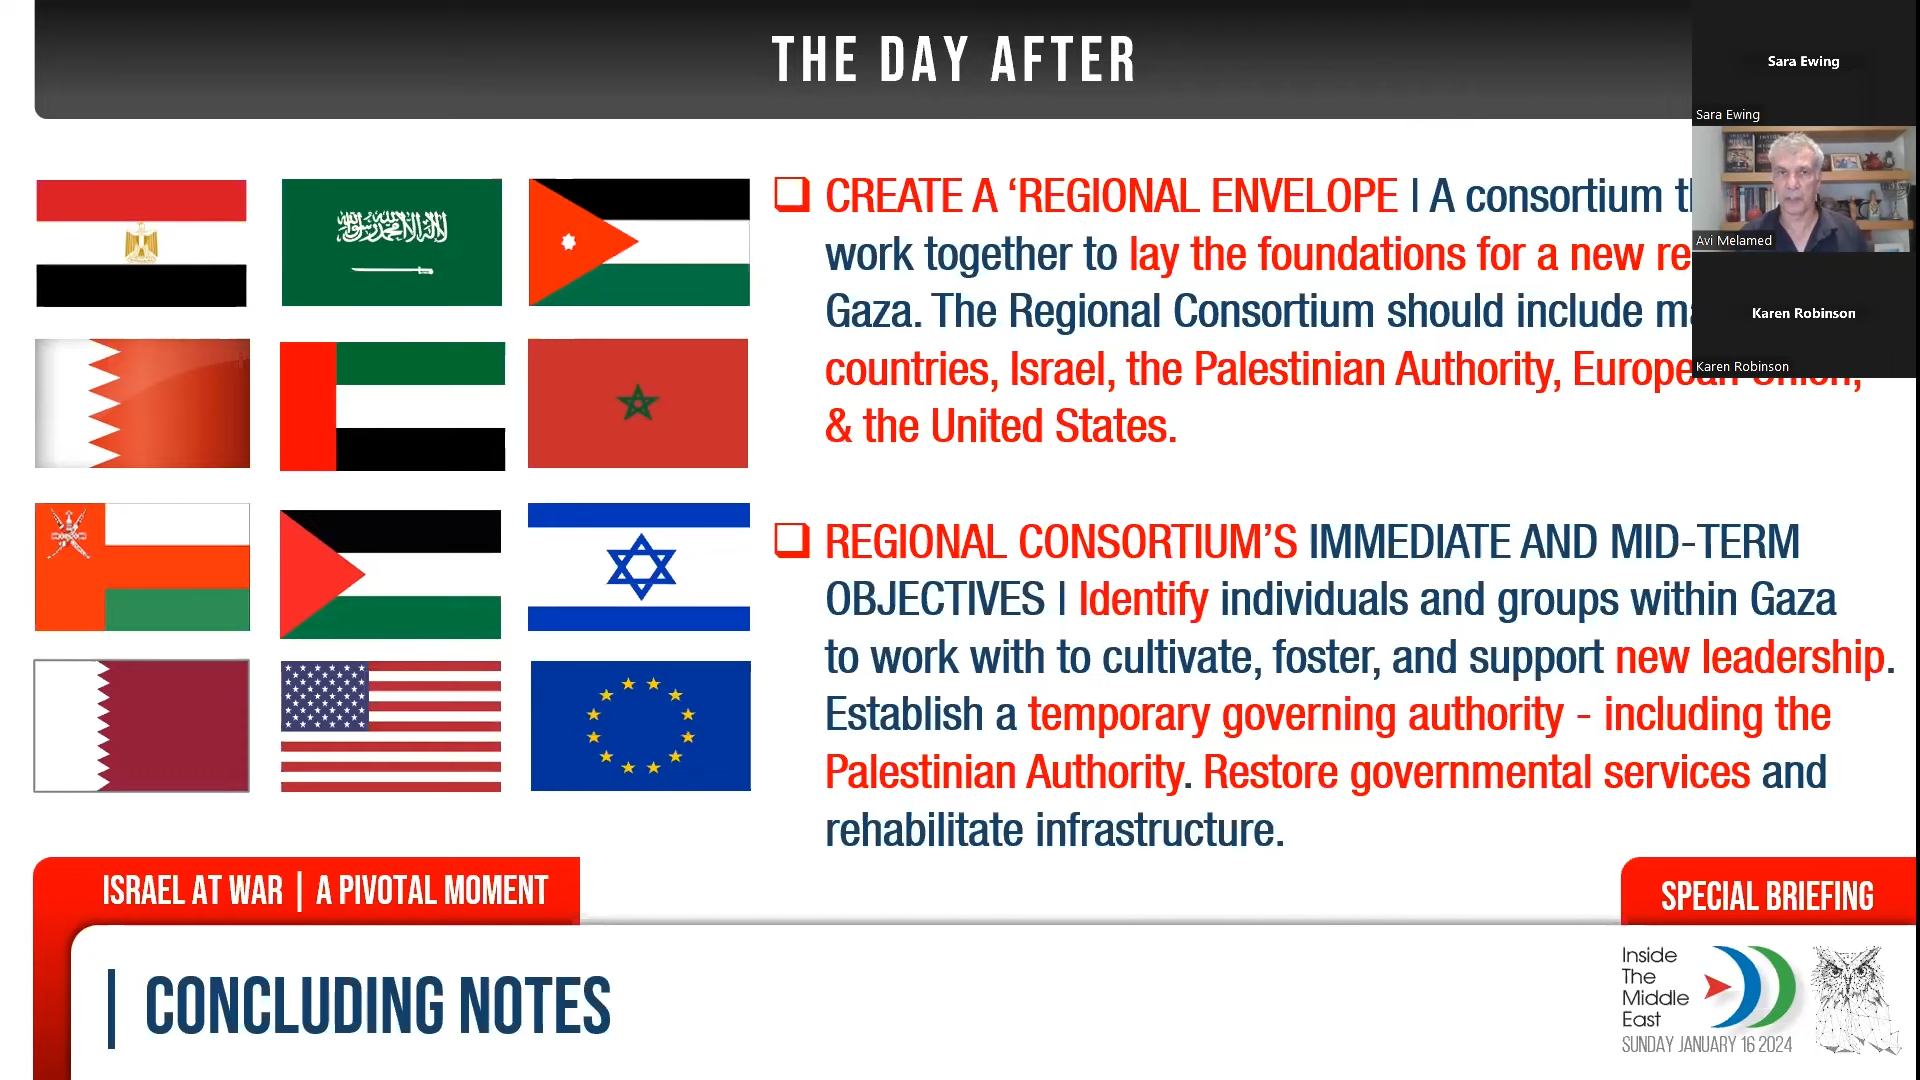 THE DAY AFTER
Sara Ewing
Sara Ewing
Avi Melamed
Karen Robinson
Karen Robinson
❑ CREATE A ‘REGIONAL ENVELOPE | A consortium
work together to lay the foundations for a new
Gaza. The Regional Consortium should include
countries, Israel, the Palestinian Authority, European Union,
& the United States.
❑ REGIONAL CONSORTIUM’S IMMEDIATE AND MID-TERM
OBJECTIVES | Identify individuals and groups within Gaza
to work with to cultivate, foster, and support new leadership.
Establish a temporary governing authority - including the
Palestinian Authority. Restore governmental services and
rehabilitate infrastructure.
ISRAEL AT WAR | A PIVOTAL MOMENT
SPECIAL BRIEFING
CONCLUDING NOTES
Inside
The
Middle
East
SUNDAY JANUARY 16 2024